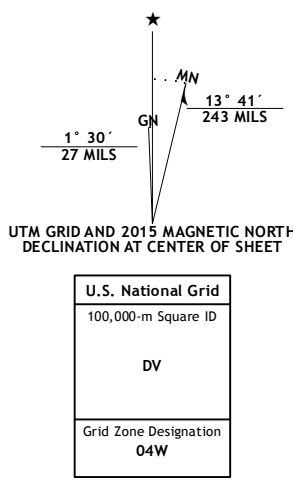 MN
GN
1° 30´
27 MILS
13° 41´
243 MILS
UTM GRID AND 2015 MAGNETIC NORTH
DECLINATION AT CENTER OF SHEET
U.S. National Grid
100,000-m Square ID
DV
Grid Zone Designation
04W